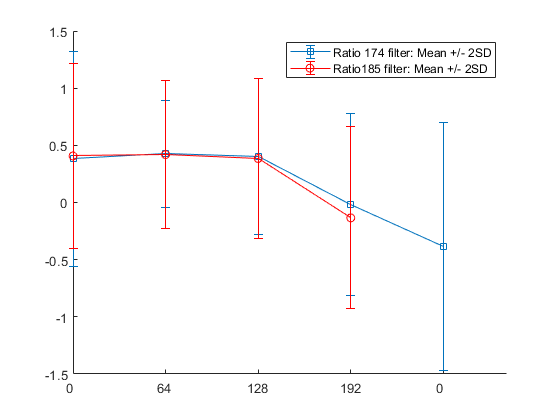 1.5
Ratio 174 filter: Mean +/- 2SD
Ratio185 filter: Mean +/- 2SD
1
0.5
0
-0.5
-1
-1.5
0 64 128 192 0